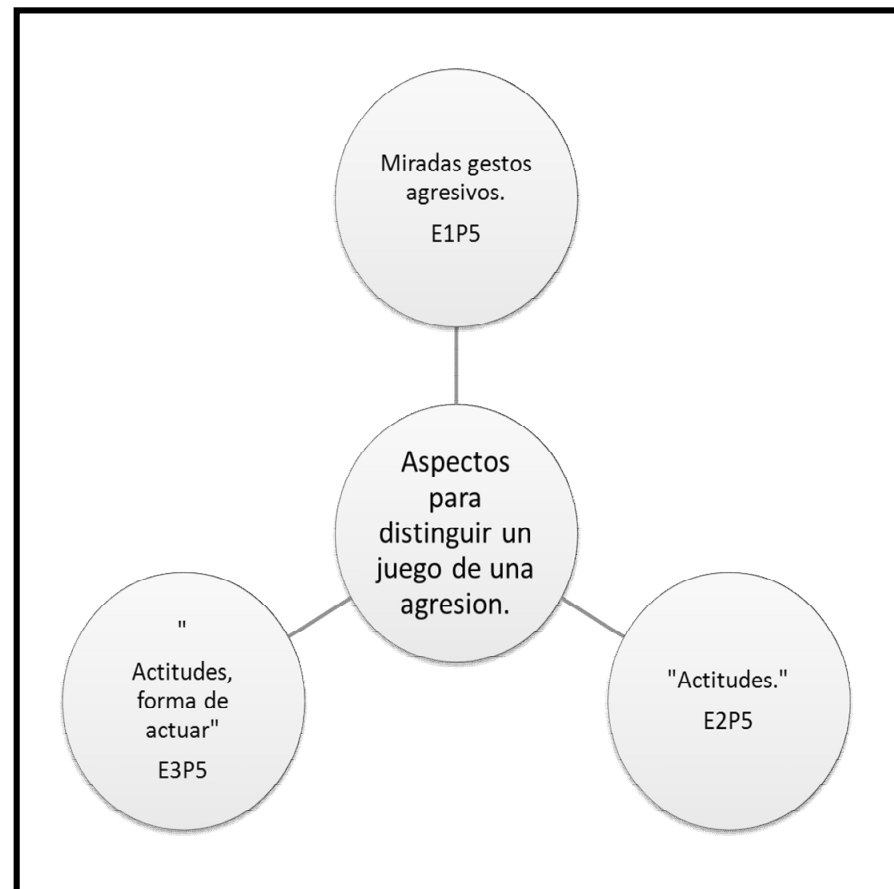 Miradas gestos
agresivos.
E1P5
Aspectos
para
distinguir un
juego de una
agresion.
"
Actitudes,
forma de
actuar"
E3P5
"Actitudes."
E2P5